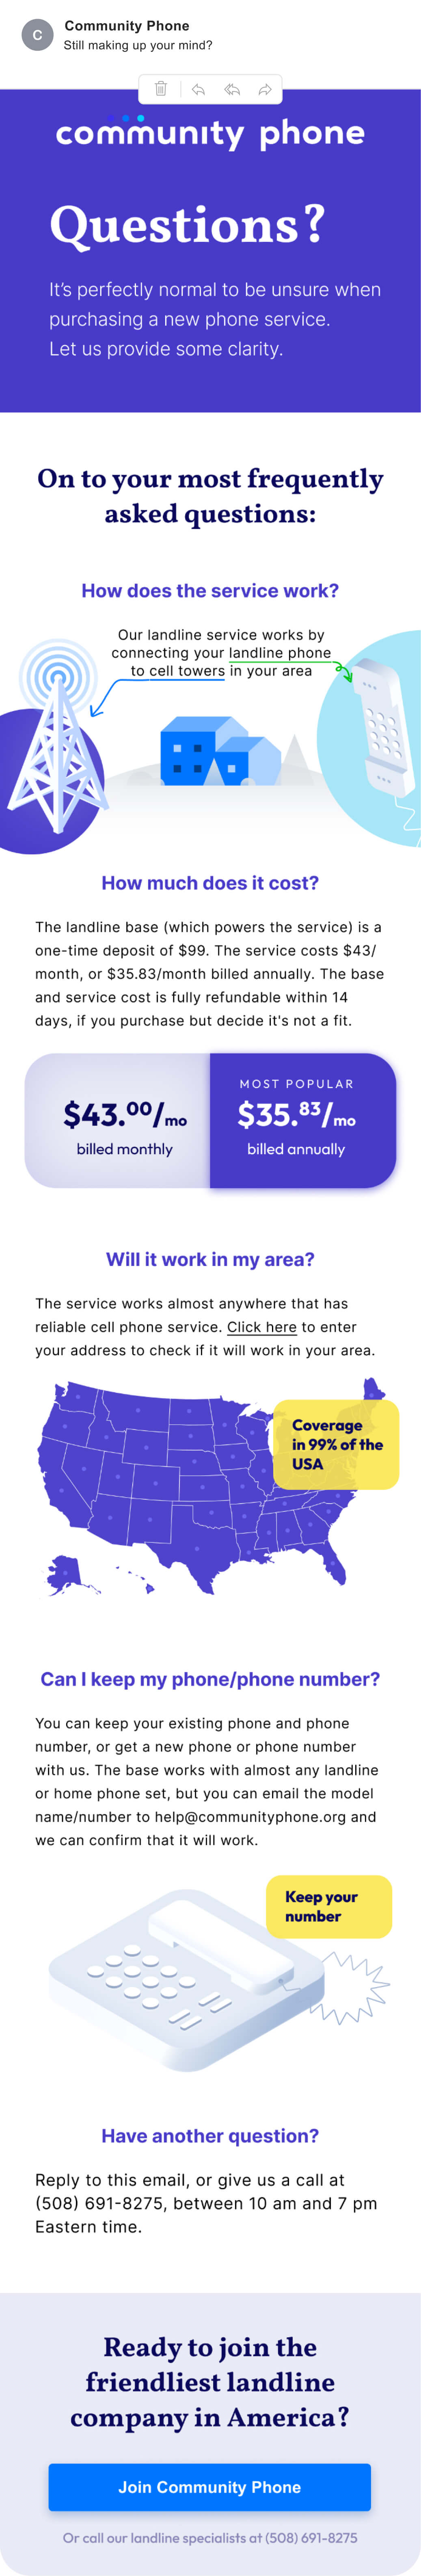 C
Community Phone
Still making up your mind?
community phone
Questions?
It's perfectly normal to be unsure when
purchasing a new phone service.
Let us provide some clarity.
On to your most frequently
asked questions:
How does the service work?
Our landline service works by
connecting your landline phone
to cell towers in your area
How much does it cost?
The landline base (which powers the service) is a
one-time deposit of $99. The service costs $43/
month, or $35.83/month billed annually. The base
and service cost is fully refundable within 14
days, if you purchase but decide it's not a fit.
$43.00/mo
billed monthly
MOST POPULAR
$35.83/mo
billed annually
Will it work in my area?
The service works almost anywhere that has
reliable cell phone service. Click here to enter
your address to check if it will work in your area.
Coverage
in 99% of the
USA
Can I keep my phone/phone number?
You can keep your existing phone and phone
number, or get a new phone or phone number
with us. The base works with almost any landline
or home phone set, but you can email the model
name/number to help@communityphone.org and
we can confirm that it will work.
Keep your
number
Have another question?
Reply to this email, or give us a call at
(508) 691-8275, between 10 am and 7 pm
Eastern time.
Ready to join the
friendliest landline
company in America?
Join Community Phone
Or call our landline specialists at (508) 691-8275